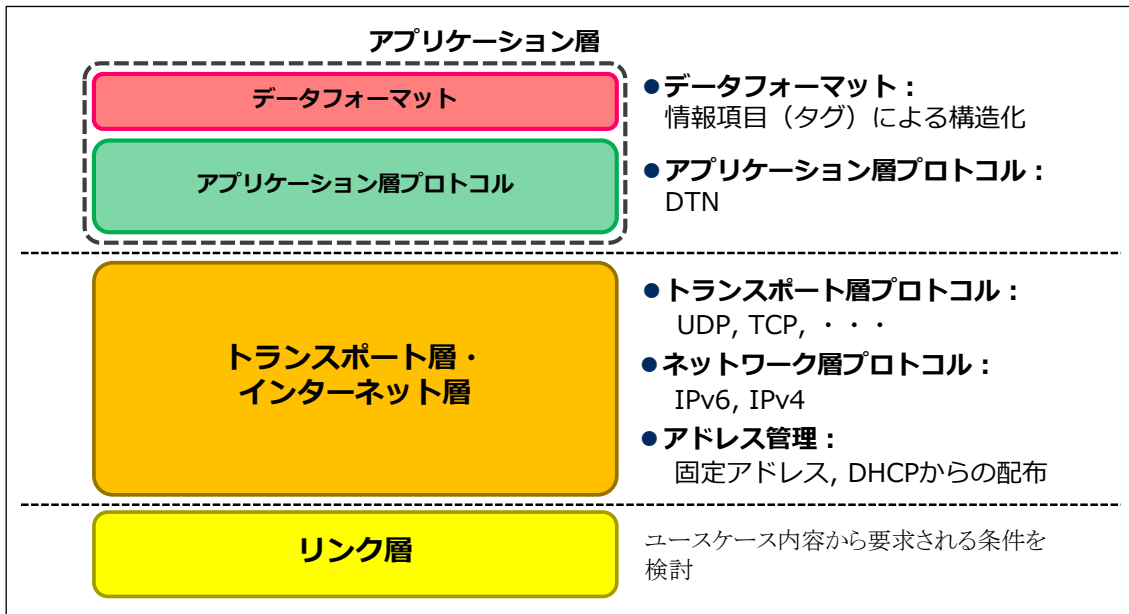 アプリケーション層
データフォーマット
アプリケーション層プロトコル
●データフォーマット：
情報項目（タグ）による構造化
●アプリケーション層プロトコル：
DTN
トランスポート層・
インターネット層
●トランスポート層プロトコル：
UDP, TCP, ・・・
●ネットワーク層プロトコル：
IPv6, IPv4
●アドレス管理：
固定アドレス, DHCPからの配布
リンク層
ユースケース内容から要求される条件を
検討